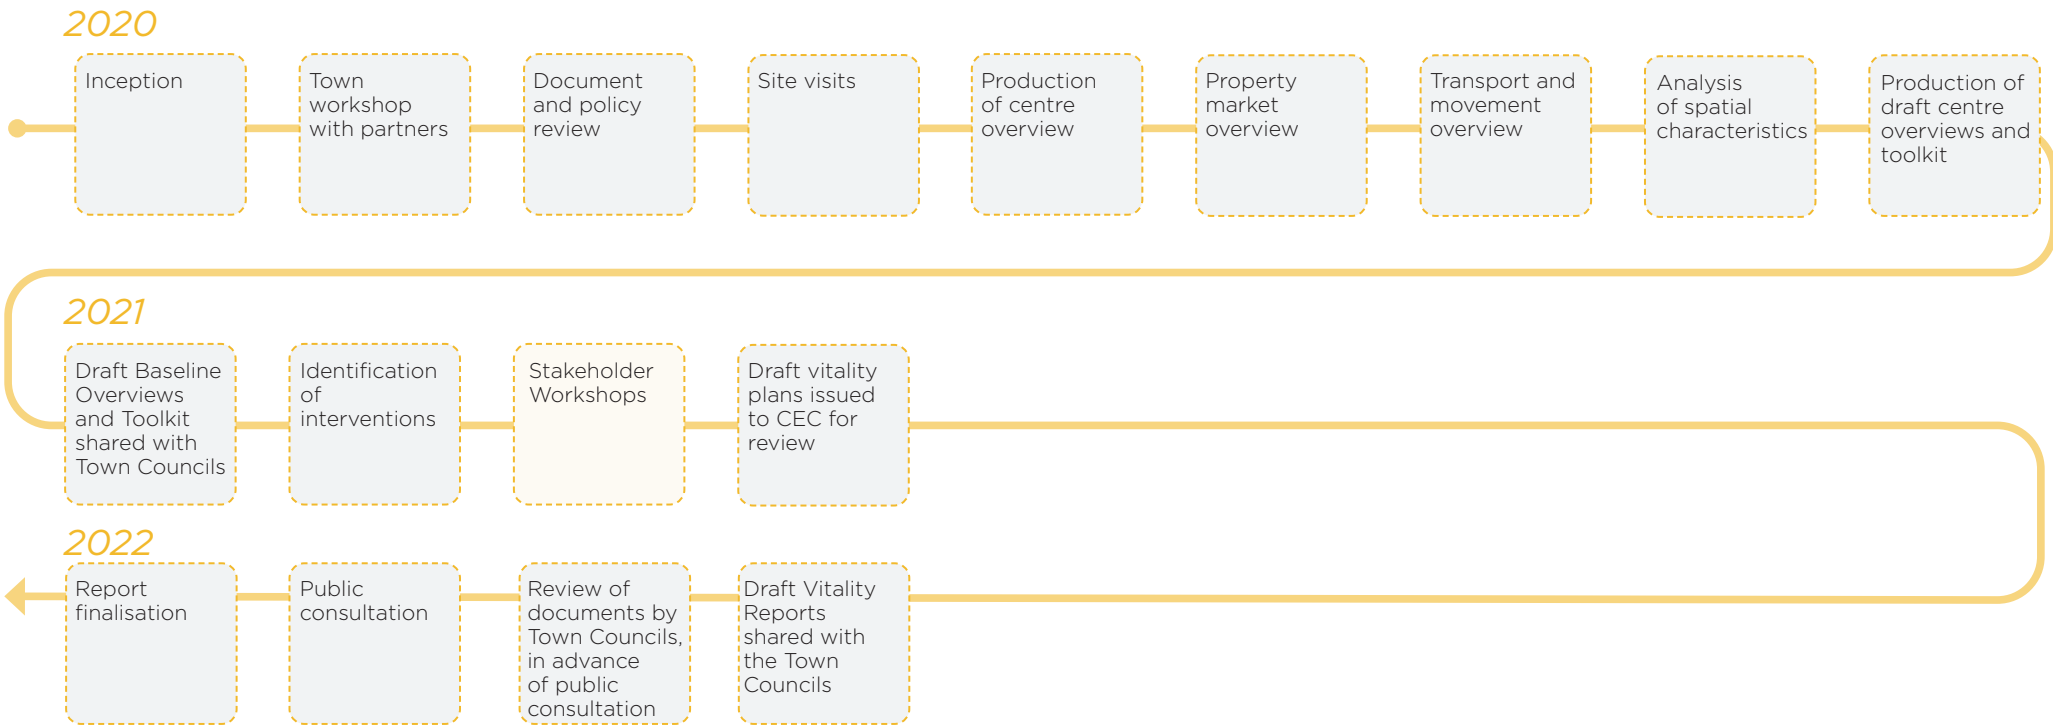 2020
Inception
Town
workshop
with partners
Document
and policy
review
Site visits
Production
of centre
overview
Property
market
overview
Transport and
movement
overview
Analysis
of spatial
characteristics
Production of
draft centre
overviews and
toolkit
2021
Draft Baseline
Overviews
and Toolkit
shared with
Town Councils
Identification
of
interventions
Stakeholder
Workshops
Draft vitality
plans issued
to CEC for
review
2022
Report
finalisation
Public
consultation
Review of
documents by
Town Councils,
in advance
of public
consultation
Draft Vitality
Reports
shared with
the Town
Councils